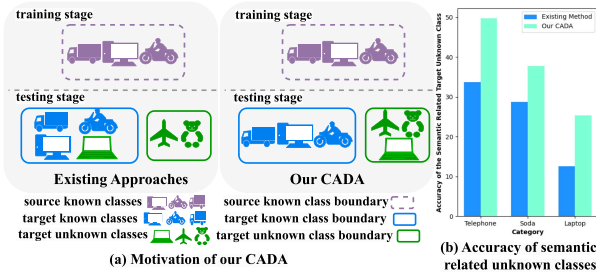 training stage
training stage
testing stage
testing stage
Existing Approaches
Our CADA
source known classes
source known class boundary
target known classes
target known class boundary
target unknown classes
target unknown class boundary
(a) Motivation of our CADA
Existing Method
Our CADA
Accuracy of the Semantic Related Target Unknown Class
50
40
30
20
10
0
Telephone
Soda
Laptop
Category
(b) Accuracy of semantic
related unknown classes